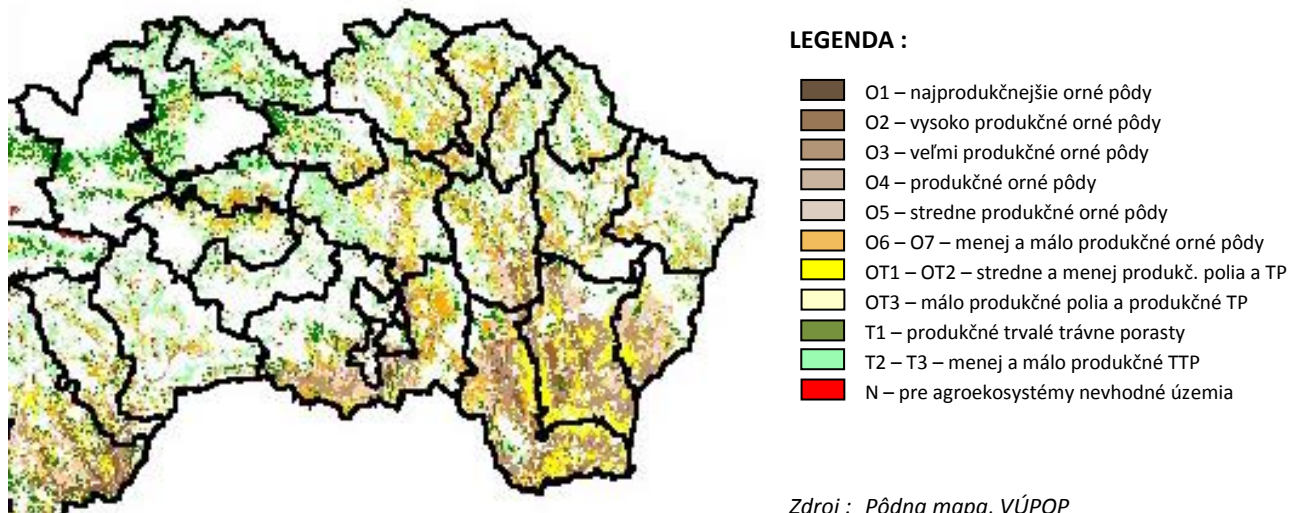 LEGENDA :
O1 – najprodukčnejšie orné pôdy
O2 – vysoko produkčné orné pôdy
O3 – veľmi produkčné orné pôdy
O4 – produkčné orné pôdy
O5 – stredne produkčné orné pôdy
O6 – O7 – menej a málo produkčné orné pôdy
OT1 – OT2 – stredne a menej produkč. polia a TP
OT3 – málo produkčné polia a produkčné TP
T1 – produkčné trvalé trávne porasty
T2 – T3 – menej a málo produkčné TTP
N – pre agroekosystémy nevhodné územia
Zdroj : Pôdna mapa, VÚPOP